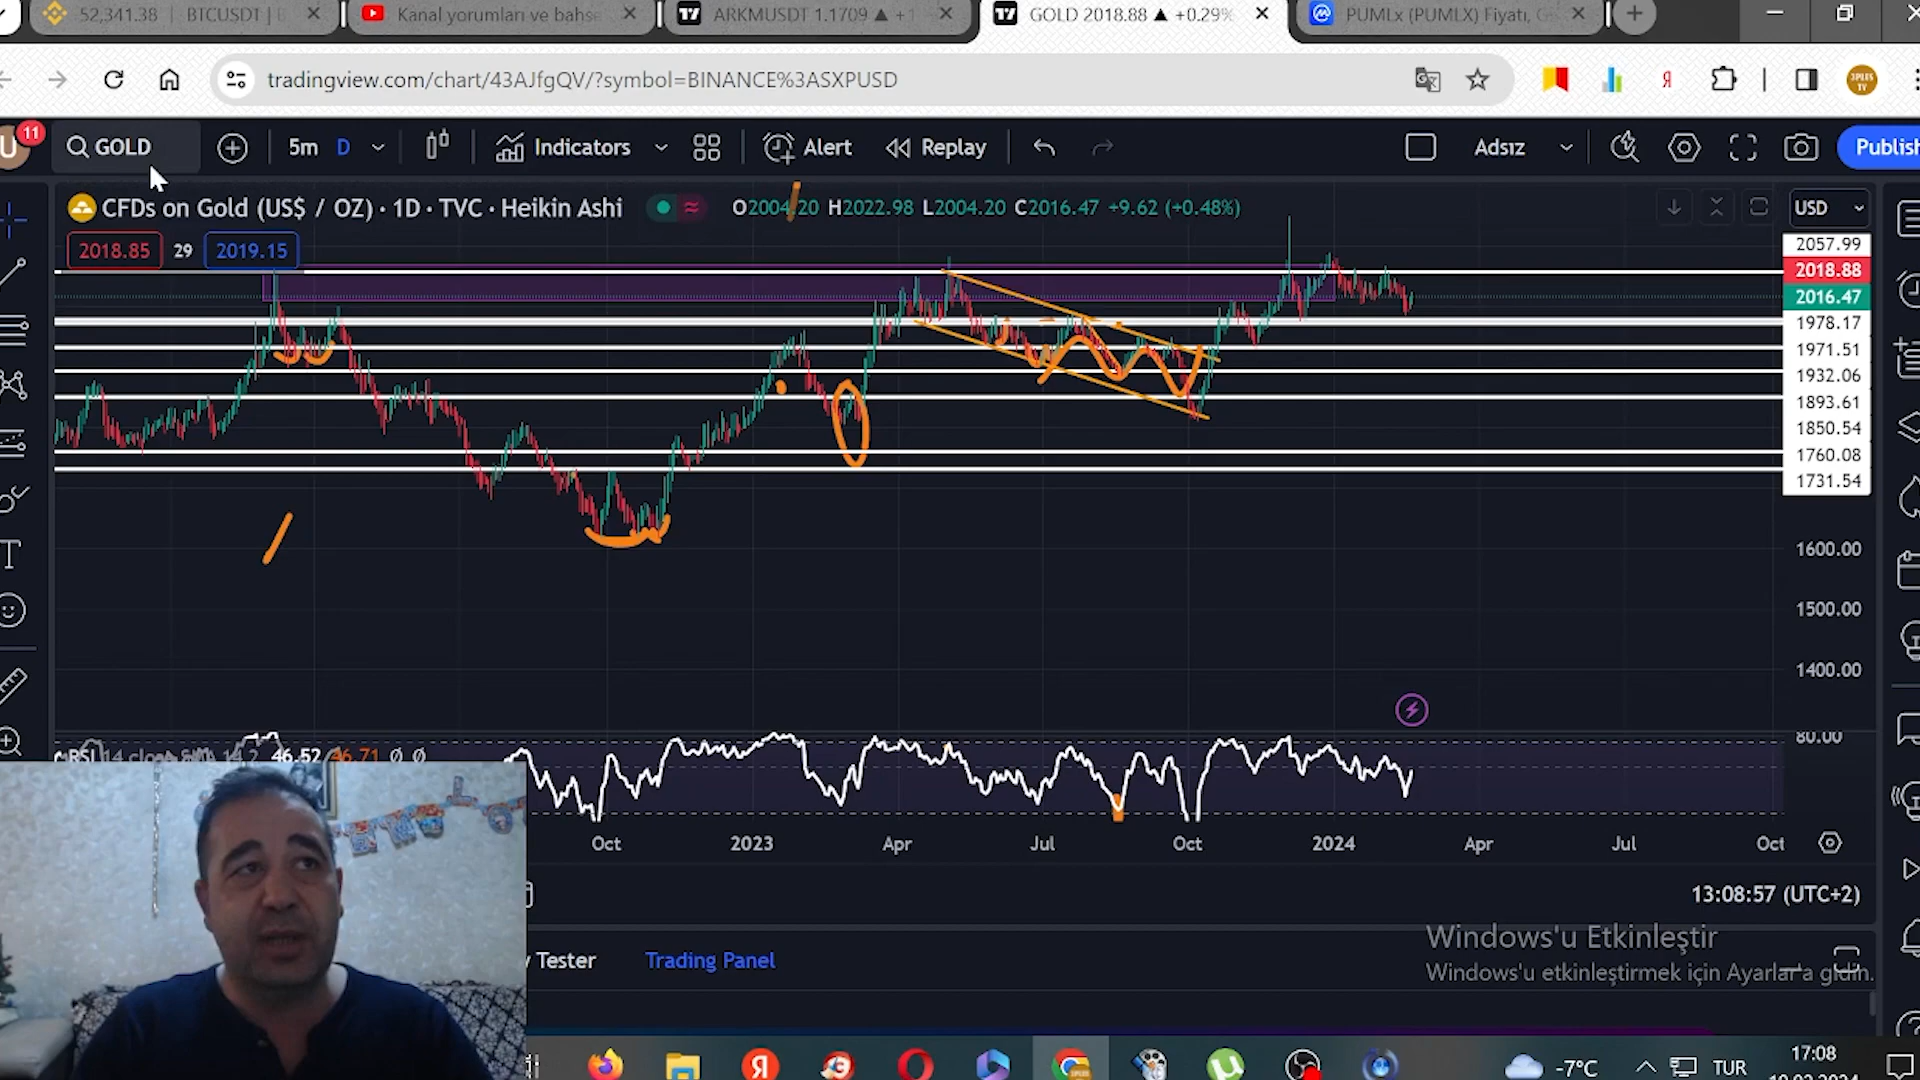 52,341.38 | BTCUSDT | B
Kanal yorumları ve bahse
ARKMUSDT 1.1709 ▲ +1
GOLD 2018.88 ▲ +0.29%
PUMLx (PUMLX) Fiyatı, G
tradingview.com/chart/43AJfgQV/?symbol=BINANCE%3ASXPUSD
U 11
GOLD
5m D
Indicators
Alert
Replay
Adsız
Publish
CFDs on Gold (US$ / OZ) · 1D · TVC · Heikin Ashi
O2004.20 H2022.98 L2004.20 C2016.47 +9.62 (+0.48%)
USD
2018.85 29 2019.15
2057.99
2018.88
2016.47
1978.17
1971.51
1932.06
1893.61
1850.54
1760.08
1731.54
1600.00
1500.00
1400.00
80.00
RSI 14 close SMA 14 2 46.52 46.71 Ø Ø
Oct 2023 Apr Jul Oct 2024 Apr Jul Oct
13:08:57 (UTC+2)
Tester
Trading Panel
Windows'u Etkinleştir
Windows'u etkinleştirmek için Ayarlar'a gidin.
-7°C
TUR
17:08